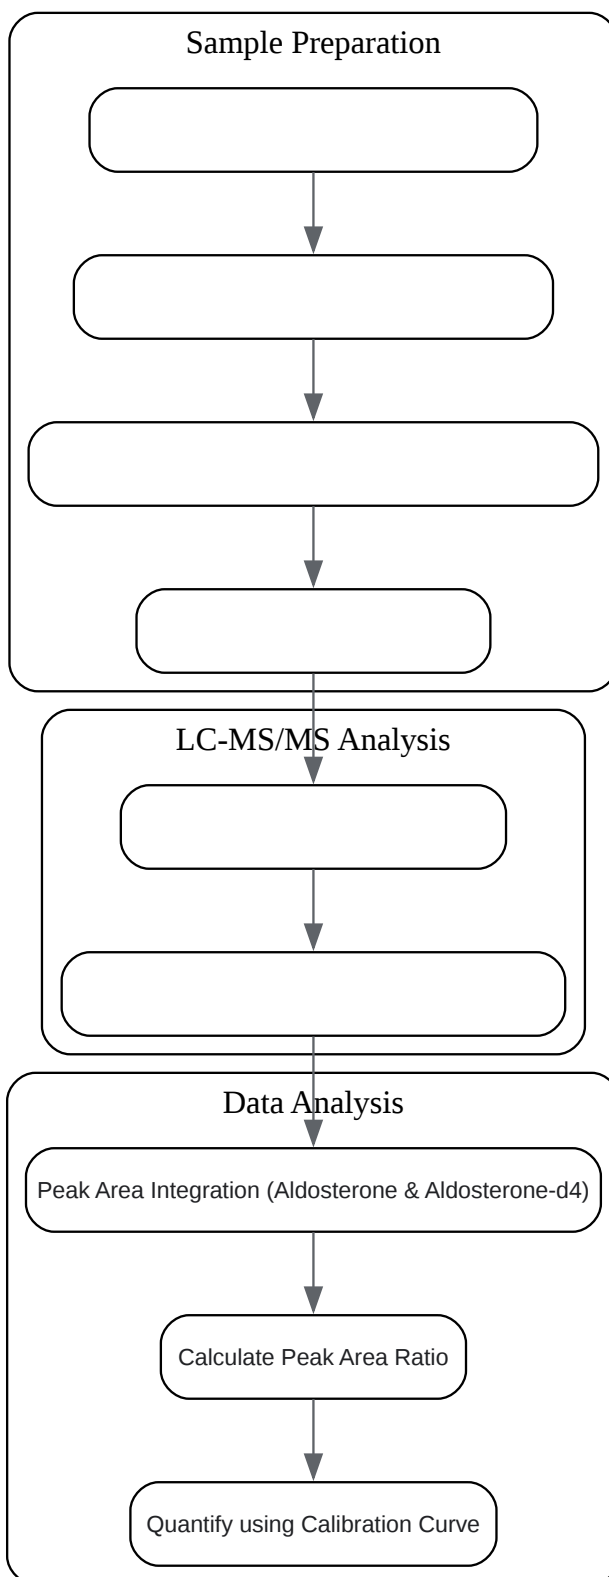 Sample Preparation
LC-MS/MS Analysis
Data Analysis
Peak Area Integration (Aldosterone & Aldosterone-d4)
Calculate Peak Area Ratio
Quantify using Calibration Curve